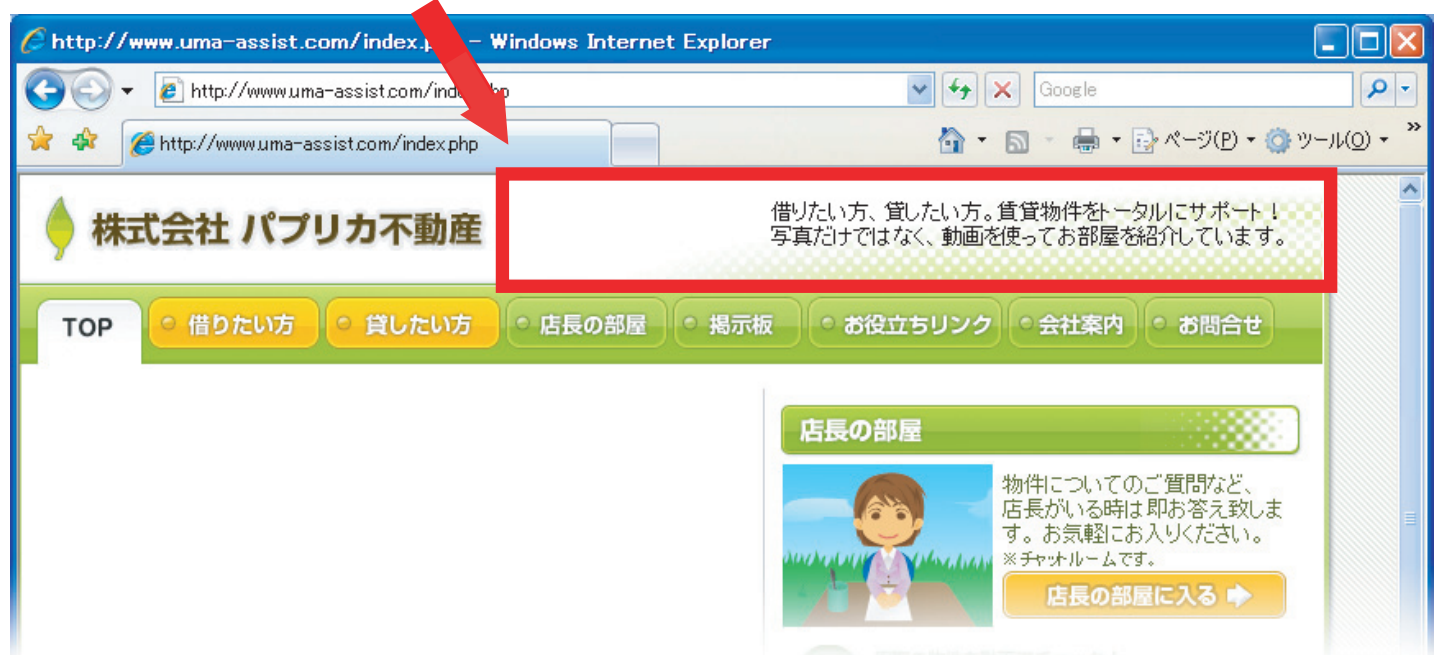 http://www.uma-assist.com/index.p – Windows Internet Explorer
http://www.uma-assist.com/index.php
Google
http://www.uma-assist.com/index.php
ページ(P)
ツール(O)
»
株式会社 パプリカ不動産
借りたい方、貸したい方。賃貸物件をトータルにサポート!
写真だけではなく、動画を使ってお部屋を紹介しています。
TOP
借りたい方
貸したい方
店長の部屋
掲示板
お役立ちリンク
会社案内
お問合せ
店長の部屋
物件についてのご質問など、
店長がいる時は即お答え致しま
す。お気軽にお入りください。
※チャットルームです。
店長の部屋に入る